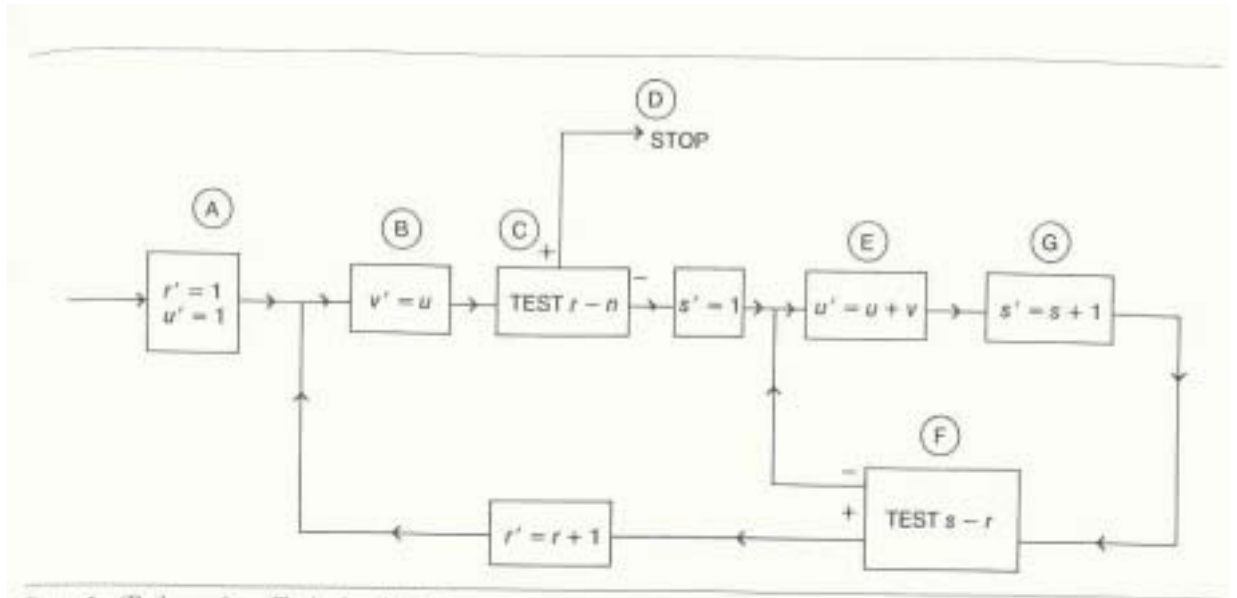 D
STOP
A
r' = 1
u' = 1
B
v' = u
C
+
TEST r – n
–
s' = 1
E
u' = u + v
G
s' = s + 1
F
–
+
TEST s – r
r' = r + 1